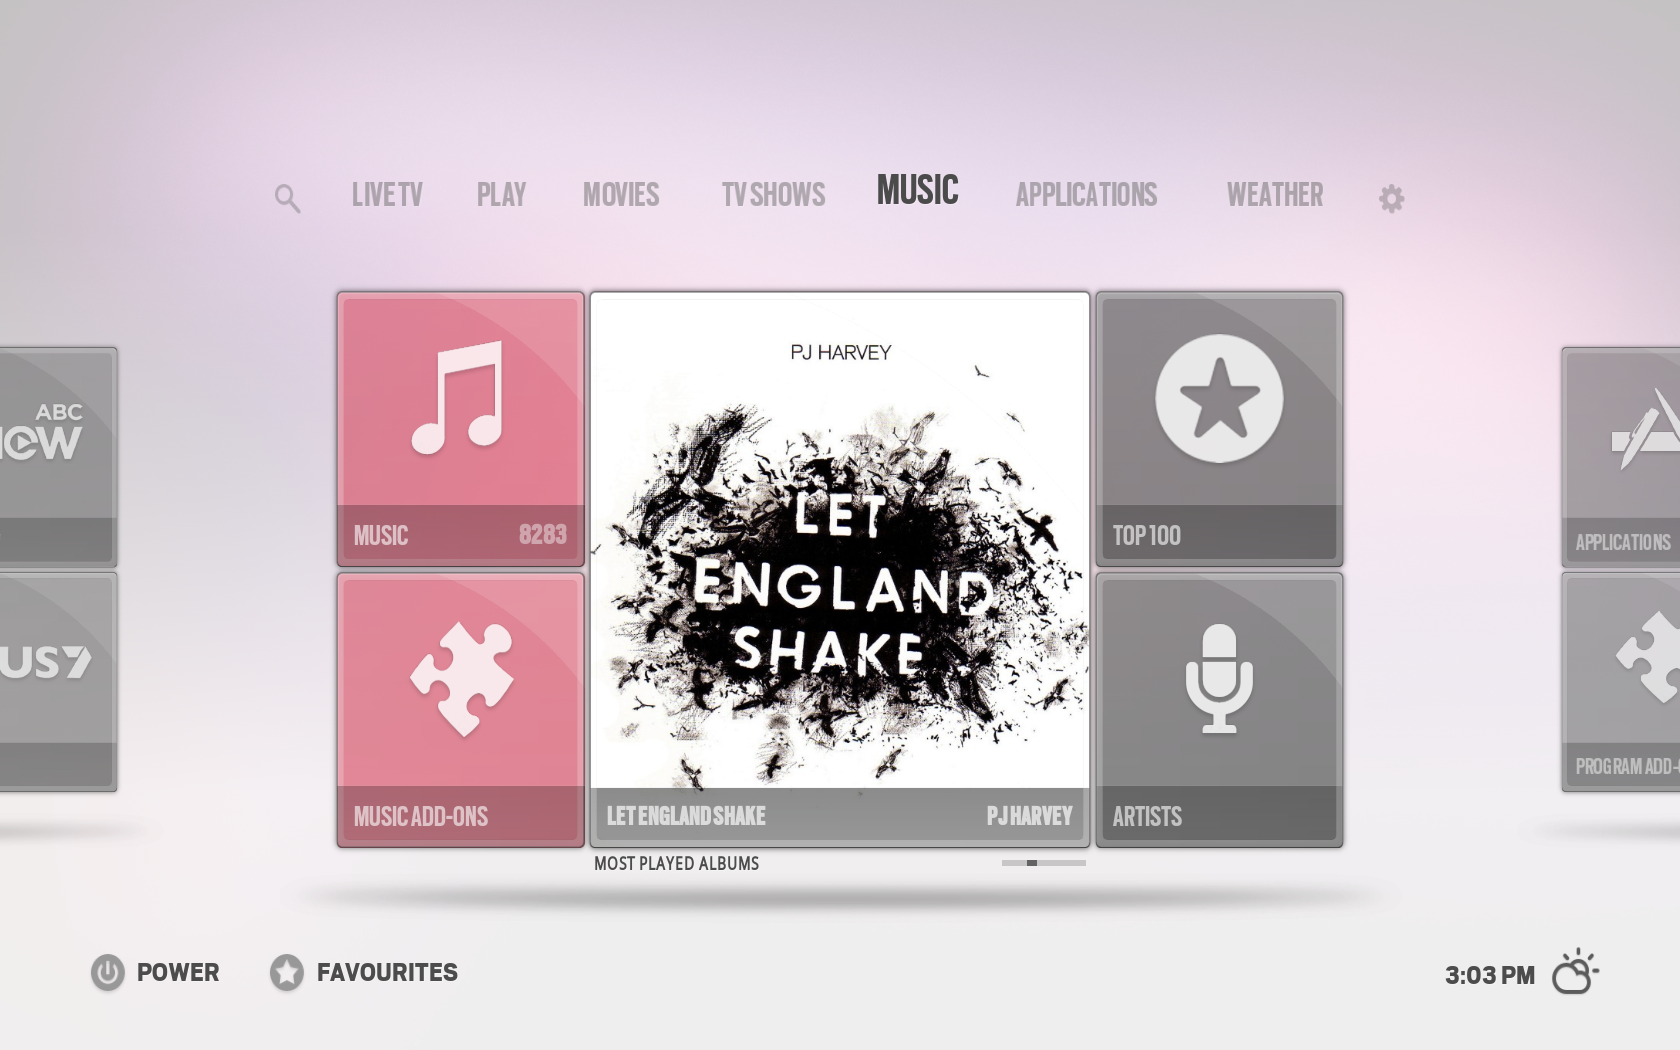 LIVE TV PLAY MOVIES TV SHOWS MUSIC APPLICATIONS WEATHER
ABC
US7
MUSIC 8283
MUSIC ADD-ONS
PJ HARVEY
LET
ENGLAND
SHAKE
LET ENGLAND SHAKE PJ HARVEY
MOST PLAYED ALBUMS
TOP 100
ARTISTS
APPLICATIONS
PROGRAM ADD-
POWER FAVOURITES 3:03 PM